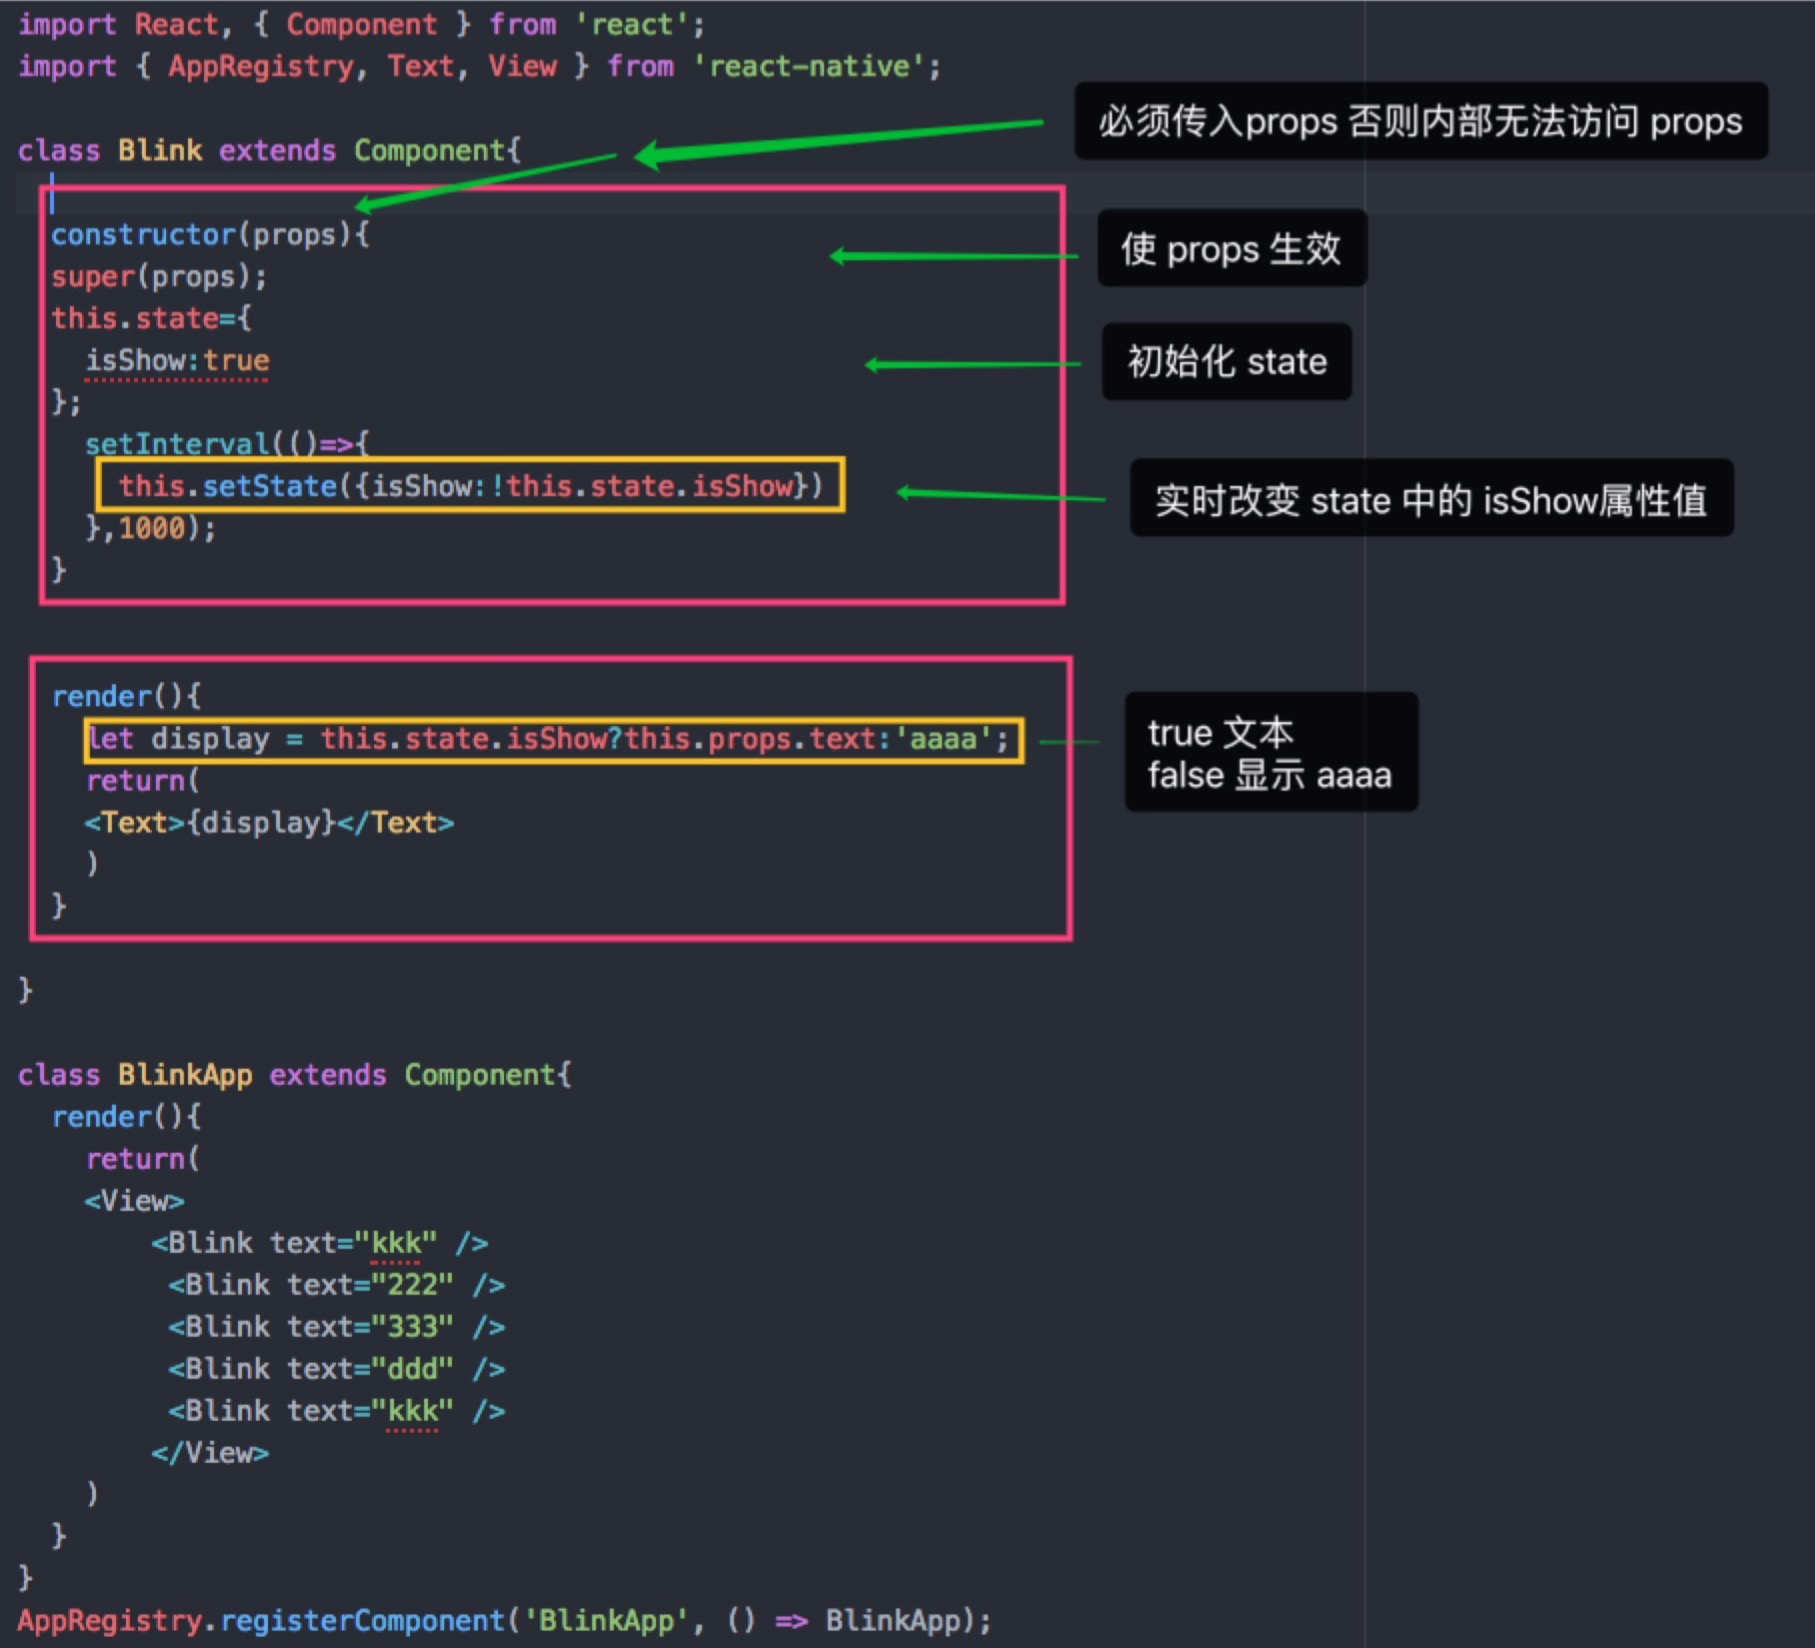 import React, { Component } from 'react';
import { AppRegistry, Text, View } from 'react-native';
必须传入props 否则内部无法访问 props
class Blink extends Component{
constructor(props){
使 props 生效
super(props);
this.state={
初始化 state
isShow:true
};
setInterval(()=>{
this.setState({isShow:!this.state.isShow})
实时改变 state 中的 isShow属性值
},1000);
}
render(){
let display = this.state.isShow?this.props.text:'aaaa';
true 文本
false 显示 aaaa
return(
<Text>{display}</Text>
)
}
}
class BlinkApp extends Component{
render(){
return(
<View>
<Blink text="kkk" />
<Blink text="222" />
<Blink text="333" />
<Blink text="ddd" />
<Blink text="kkk" />
</View>
)
}
}
AppRegistry.registerComponent('BlinkApp', () => BlinkApp);